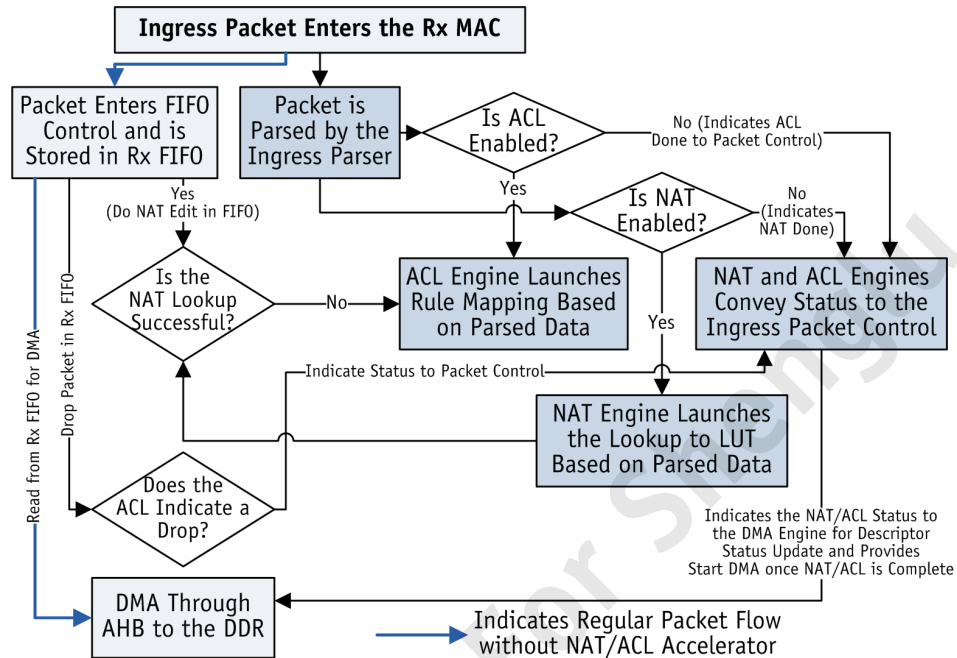 Ingress Packet Enters the Rx MAC
Packet Enters FIFO
Control and is
Stored in Rx FIFO
Packet is
Parsed by the
Ingress Parser
Is ACL
Enabled?
No (Indicates ACL
Done to Packet Control)
Yes
(Do NAT Edit in FIFO)
Yes
Is NAT
Enabled?
No
(Indicates
NAT Done)
Is the
NAT Lookup
Successful?
No
ACL Engine Launches
Rule Mapping Based
on Parsed Data
Yes
NAT and ACL Engines
Convey Status to the
Ingress Packet Control
Read from Rx FIFO for DMA
Drop Packet in Rx FIFO
Indicate Status to Packet Control
NAT Engine Launches
the Lookup to LUT
Based on Parsed Data
Does the
ACL Indicate a
Drop?
Indicates the NAT/ACL Status to
the DMA Engine for Descriptor
Status Update and Provides
Start DMA once NAT/ACL is Complete
DMA Through
AHB to the DDR
Indicates Regular Packet Flow
without NAT/ACL Accelerator
For Shenglu